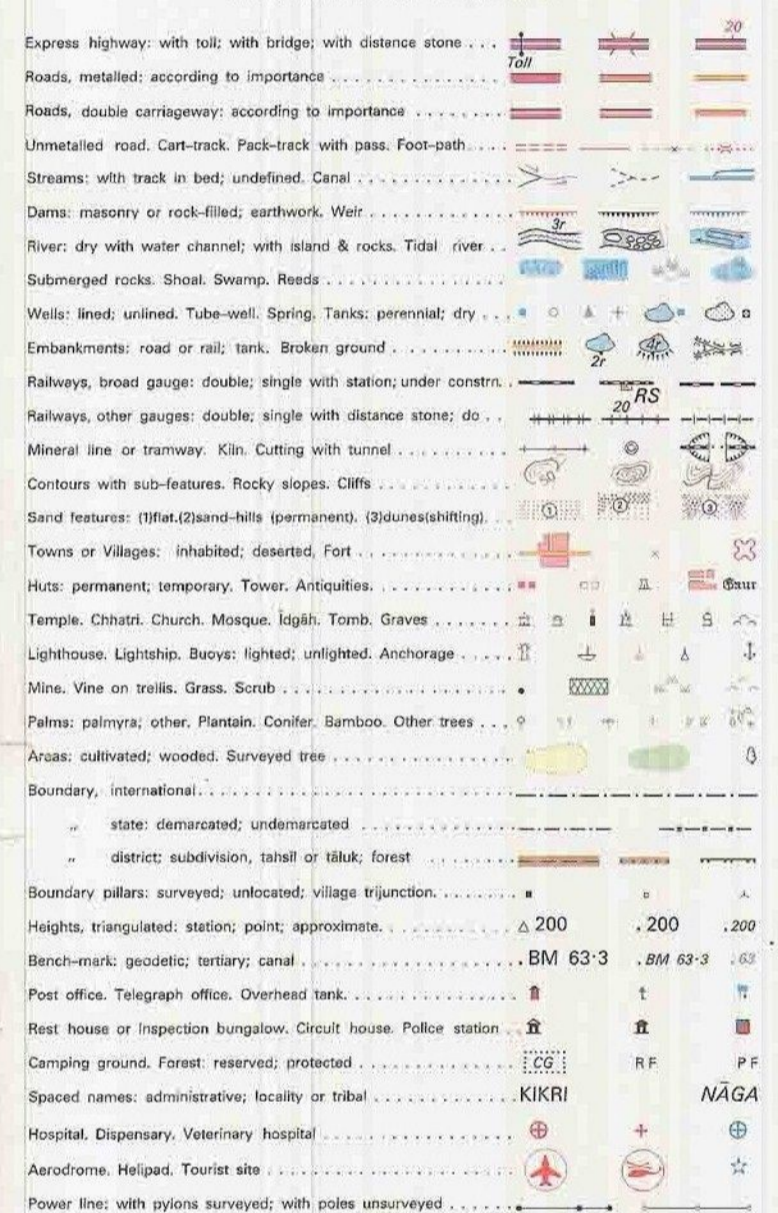 20
Express highway: with toll; with bridge; with distance stone . . .
Toll
Roads, metalled: according to importance . . . . . . . . . . . . . . . . . . . .
Roads, double carriageway: according to importance . . . . . . . . .
Unmetalled road. Cart-track. Pack-track with pass. Foot-path. . . . .
Streams: with track in bed; undefined. Canal . . . . . . . . . . . . . . . . .
Dams: masonry or rock-filled; earthwork. Weir . . . . . . . . . . . . . . . .
3r
River: dry with water channel; with island & rocks. Tidal river . . .
Submerged rocks. Shoal. Swamp. Reeds . . . . . . . . . . . . . . . . . . . .
Wells: lined; unlined. Tube-well. Spring. Tanks: perennial; dry . . .
Embankments: road or rail; tank. Broken ground . . . . . . . . . . . . 2r 4r
Railways, broad gauge: double; single with station; under constrn. . RS
Railways, other gauges: double; single with distance stone; do . . . 20
Mineral line or tramway. Kiln. Cutting with tunnel . . . . . . . . . . .
Contours with sub-features. Rocky slopes. Cliffs . . . . . . . . . . . . . 50
Sand features: (1)flat.(2)sand-hills (permanent). (3)dunes(shifting). . . . 1 2 3
Towns or Villages: inhabited; deserted. Fort . . . . . . . . . . . . . . . . .
Huts: permanent; temporary. Tower. Antiquities. . . . . . . . . . . . . . Gaur
Temple. Chhatri. Church. Mosque. Īdgāh. Tomb. Graves . . . . . . . .
Lighthouse. Lightship. Buoys: lighted; unlighted. Anchorage . . . . .
Mine. Vine on trellis. Grass. Scrub . . . . . . . . . . . . . . . . . . . . . . .
Palms: palmyra; other. Plantain. Conifer. Bamboo. Other trees . . .
Areas: cultivated; wooded. Surveyed tree . . . . . . . . . . . . . . . . . . .
Boundary, international. . . . . . . . . . . . . . . . . . . . . . . . . . . . . . .
„ state: demarcated; undemarcated . . . . . . . . . . . . . . .
„ district; subdivision, tahsil or tāluk; forest . . . . . . . . .
Boundary pillars: surveyed; unlocated; village trijunction. . . . . . . .
Heights, triangulated: station; point; approximate. . . . . . . . . . . . 200 .200 .200
Bench-mark: geodetic; tertiary; canal . . . . . . . . . . . . . . . . . . . . . . BM 63·3 .BM 63·3 .63
Post office. Telegraph office. Overhead tank. . . . . . . . . . . . . . . . .
Rest house or Inspection bungalow. Circuit house. Police station . .
Camping ground. Forest: reserved; protected . . . . . . . . . . . . . . . CG RF PF
Spaced names: administrative; locality or tribal . . . . . . . . . . . . . KIKRI NĀGA
Hospital. Dispensary. Veterinary hospital . . . . . . . . . . . . . . . . . . .
Aerodrome. Helipad. Tourist site . . . . . . . . . . . . . . . . . . . . . . . . .
Power line: with pylons surveyed; with poles unsurveyed . . . . . .